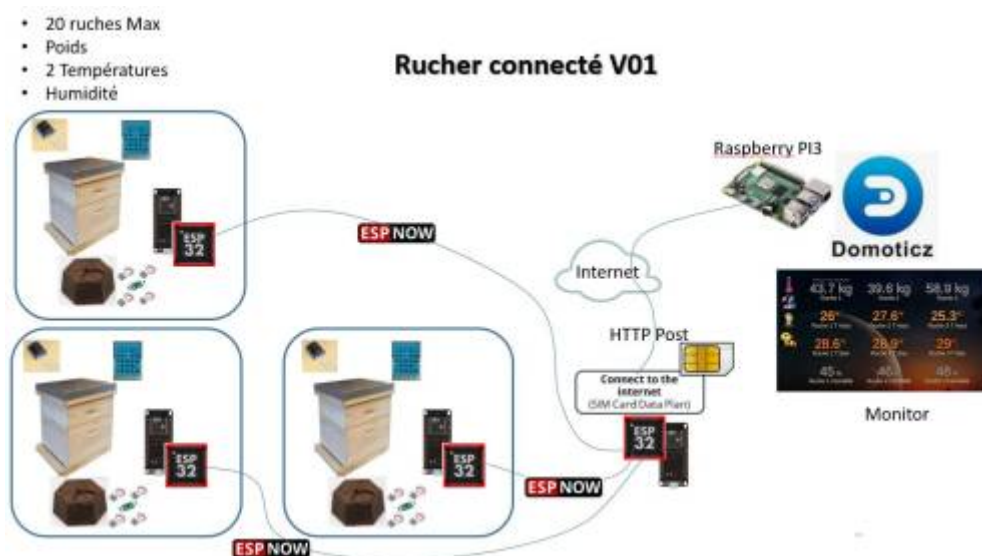 20 ruches Max
Poids
2 Températures
Humidité
Rucher connecté V01
ESP
32
ESP NOW
Internet
HTTP Post
Connect to the
internet
(SIM Card Data Plan)
ESP
32
Raspberry PI3
Domoticz
43.7 kg 39.6 kg 58.9 kg
26° 27.6° 25.3°
28.6° 28.9° 29°
45 46 46
Monitor
ESP
32
ESP
32
ESP NOW
ESP NOW